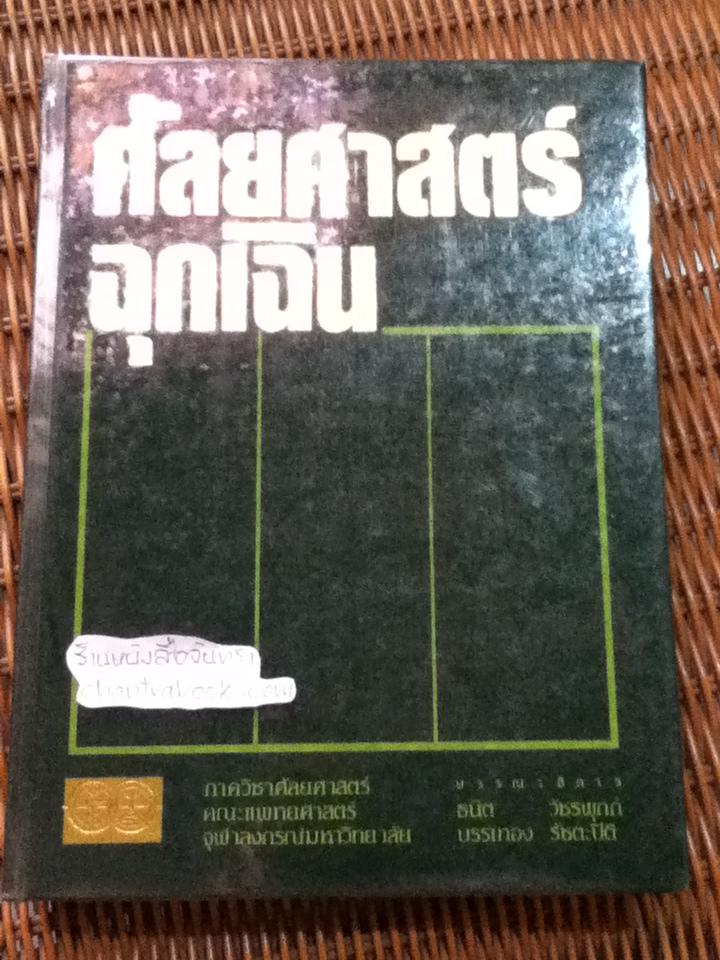 ศัลยศาสตร์
ฉุกเฉิน
ร้านหนังสือจันทรา
chantrabook.com
ภาควิชาศัลยศาสตร์
คณะแพทยศาสตร์
จุฬาลงกรณ์มหาวิทยาลัย
บรรณาธิการ
ธนิต วัชรพุกก์
บรรเทอง รัชตะปีติ